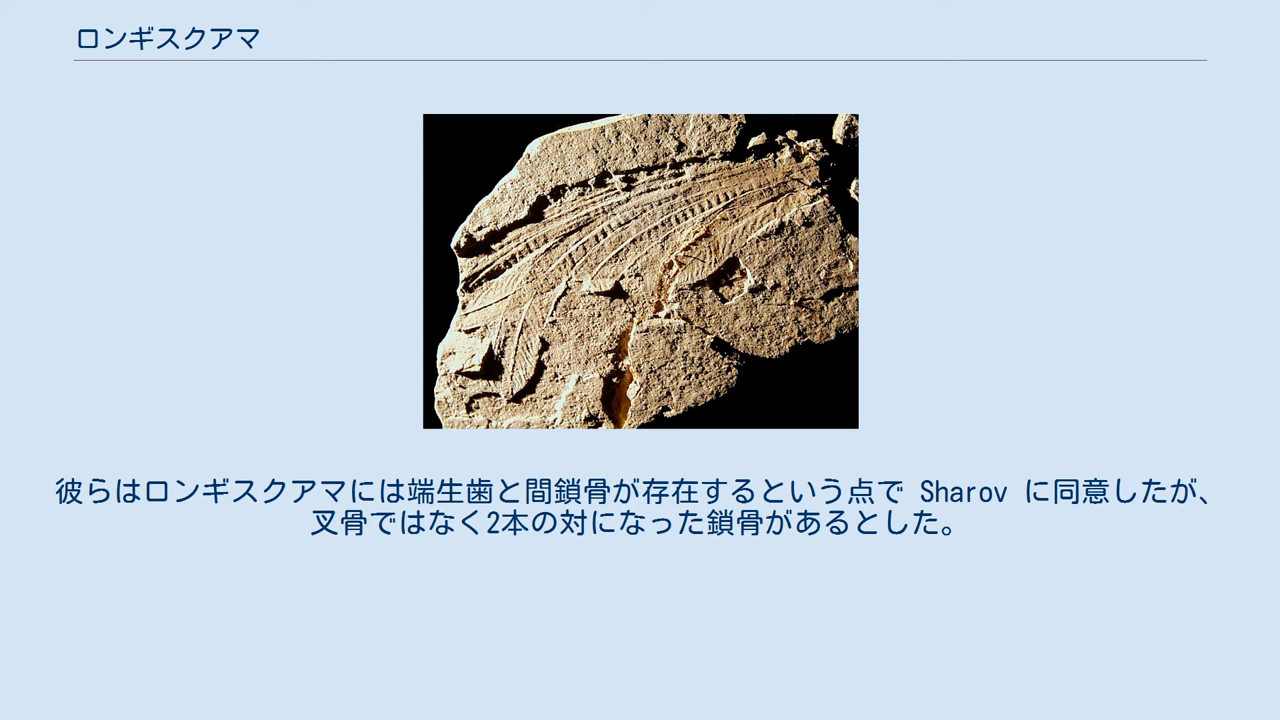 ロンギスクアマ
彼らはロンギスクアマには端生歯と間鎖骨が存在するという点で Sharov に同意したが、
叉骨ではなく2本の対になった鎖骨があるとした。